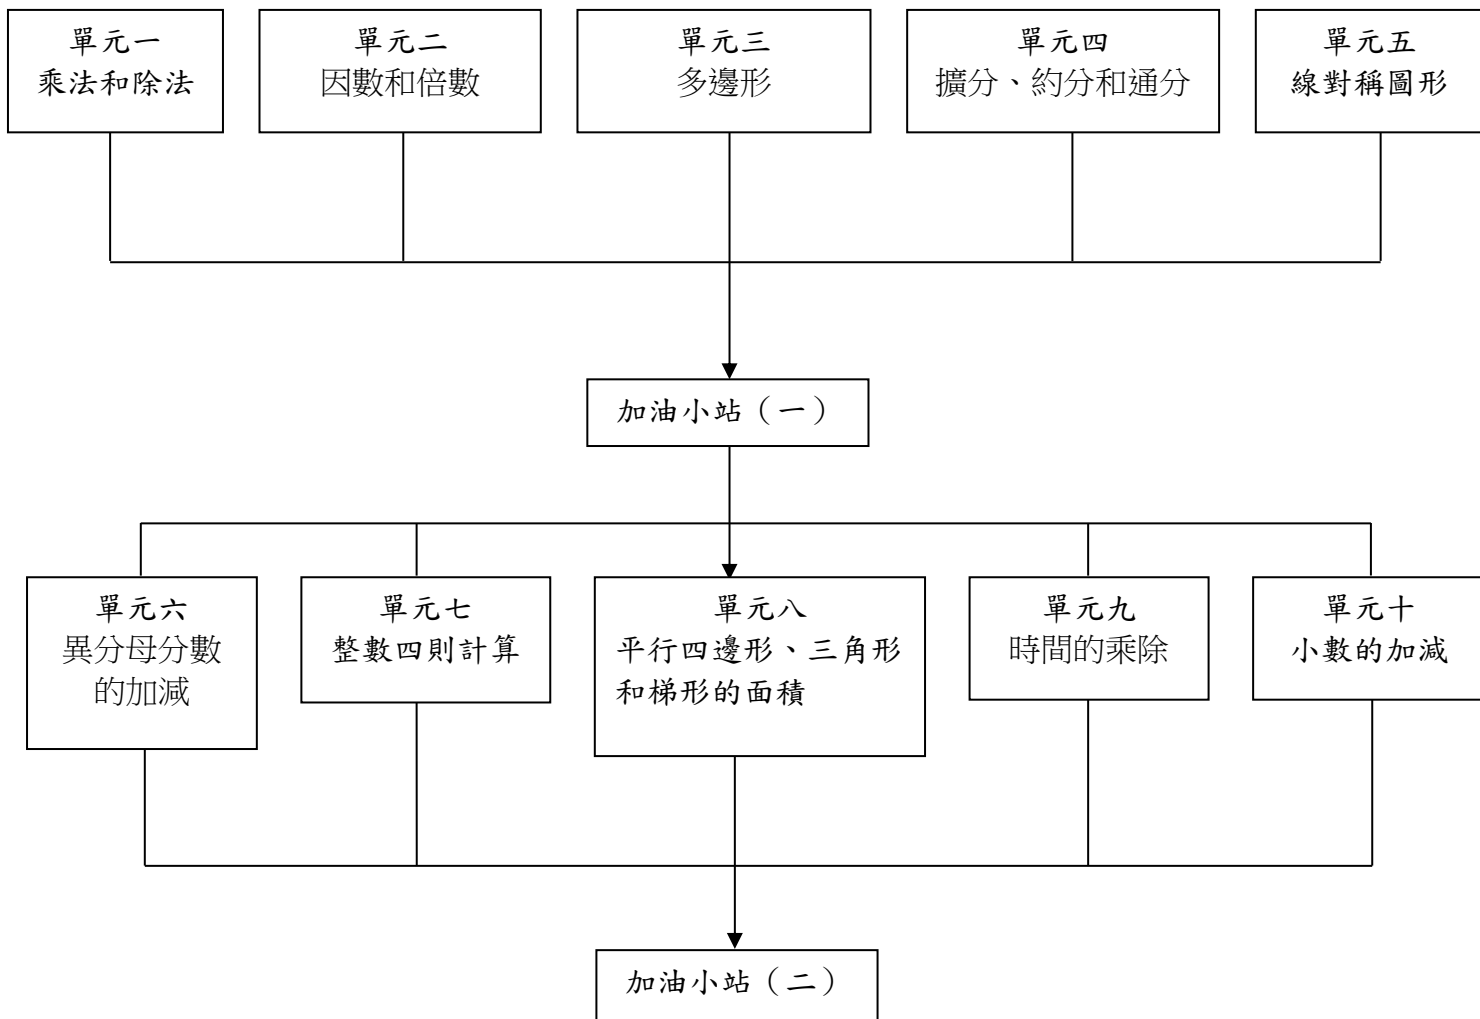 單元一
乘法和除法
單元二
因數和倍數
單元三
多邊形
單元四
擴分、約分和通分
單元五
線對稱圖形
加油小站（一）
單元六
異分母分數
的加減
單元七
整數四則計算
單元八
平行四邊形、三角形
和梯形的面積
單元九
時間的乘除
單元十
小數的加減
加油小站（二）